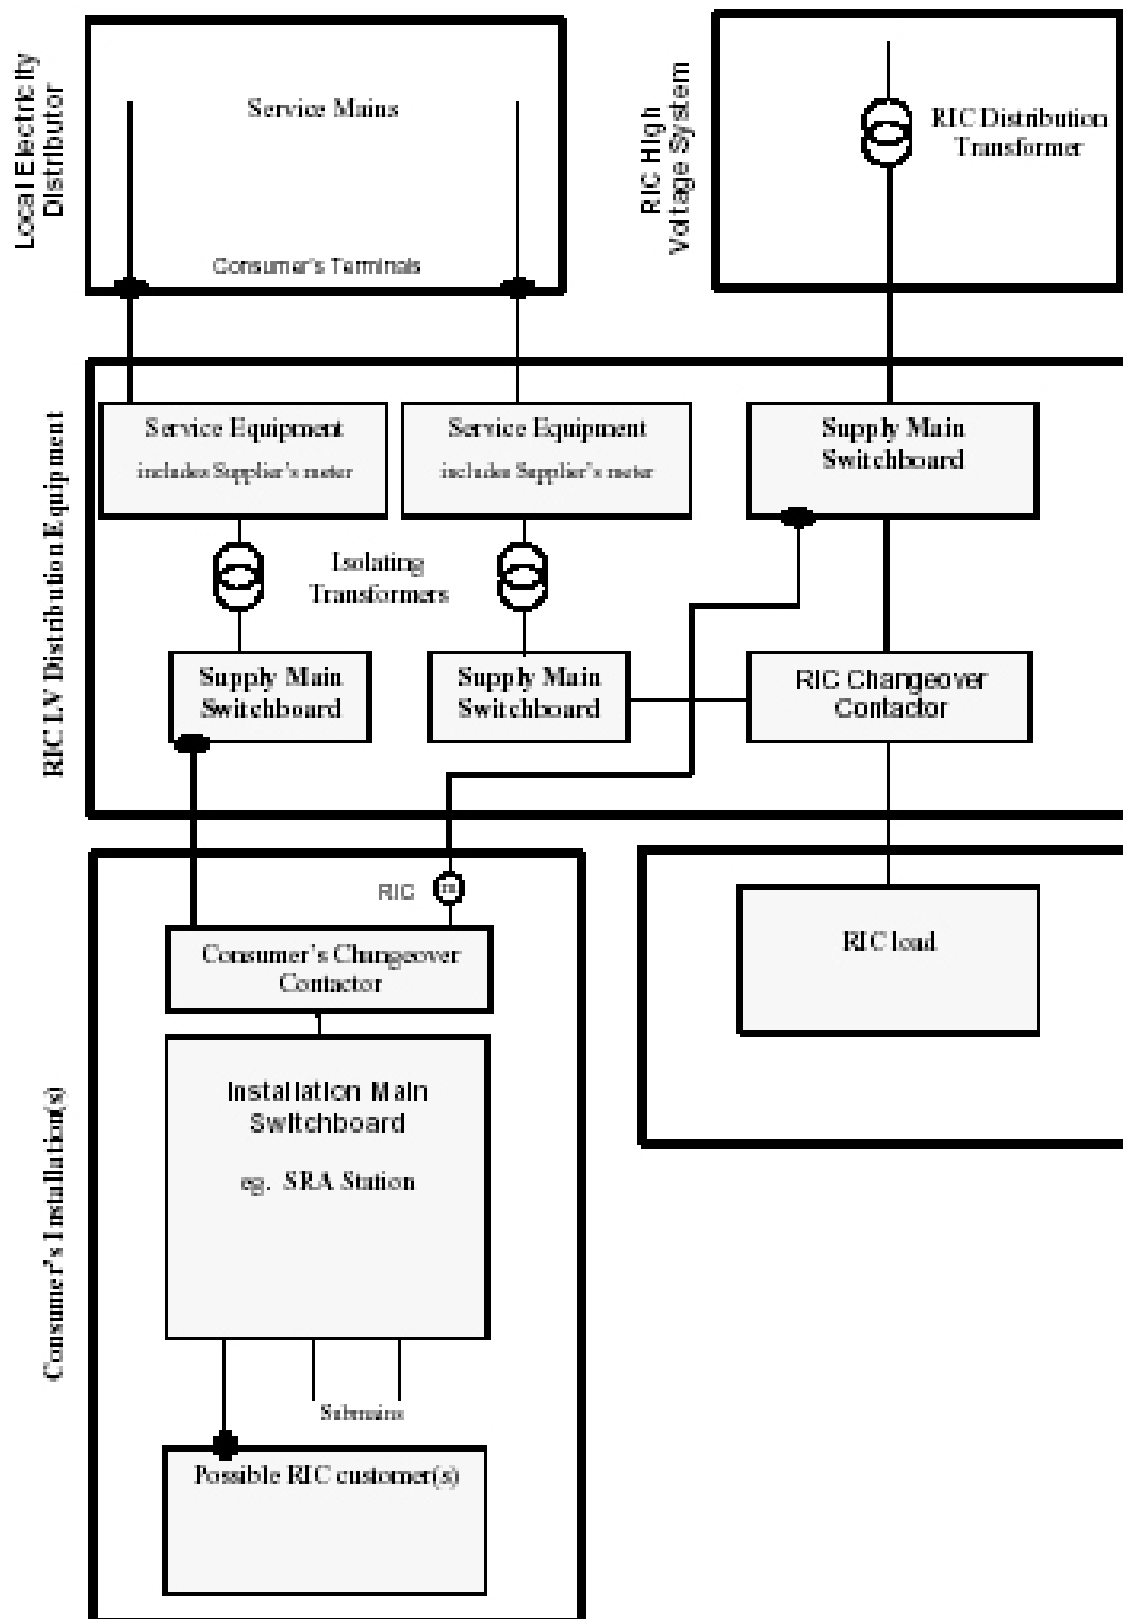 Local Electricity
Distributor
Service Mains
Consumer's Terminals
RIC High
Voltage System
RIC Distribution
Transformer
RIC LV Distribution Equipment
Service Equipment
includes Supplier's meter
Service Equipment
includes Supplier's meter
Supply Main
Switchboard
Isolating
Transformers
Supply Main
Switchboard
Supply Main
Switchboard
RIC Changeover
Contactor
Consumer's Installation(s)
RIC
Consumer's Changeover
Contactor
RIC load
Installation Main
Switchboard
eg. SRA Station
Submains
Possible RIC customer(s)